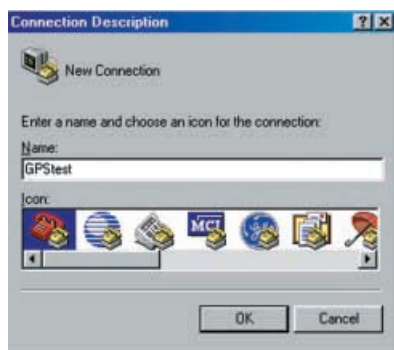 Connection Description
New Connection
Enter a name and choose an icon for the connection:
Name:
GPStest
Icon:
MCI
OK Cancel